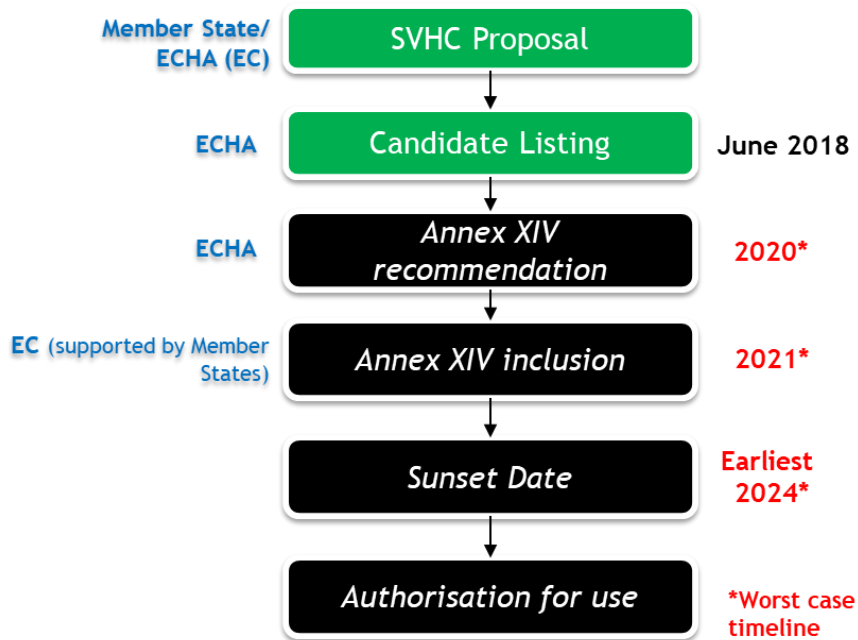 Member State/
ECHA (EC)
SVHC Proposal
ECHA
Candidate Listing
June 2018
ECHA
Annex XIV
recommendation
2020*
EC (supported by Member
States)
Annex XIV inclusion
2021*
Sunset Date
Earliest
2024*
Authorisation for use
*Worst case
timeline